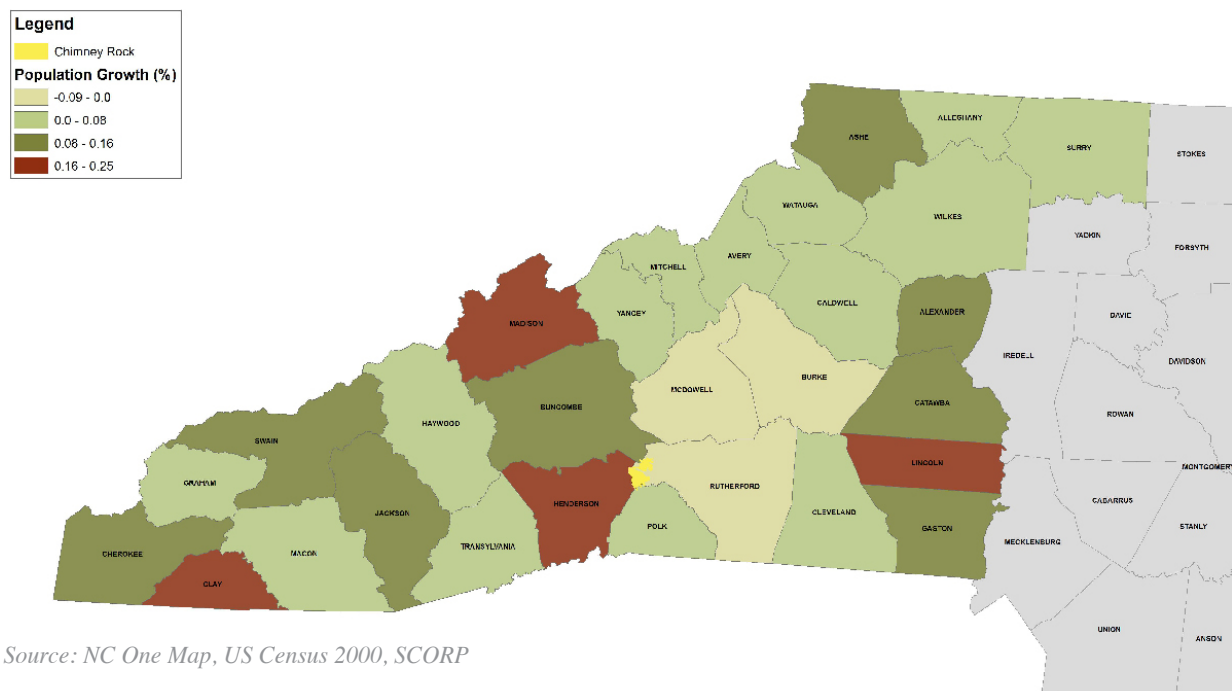 Legend
Chimney Rock
Population Growth (%)
-0.09 - 0.0
0.0 - 0.08
0.08 - 0.16
0.16 - 0.25
ASHE
ALLEGHANY
SURRY
STOKES
WATAUGA
WILKES
YADKIN
FORSYTH
MITCHELL
AVERY
YANCEY
CALDWELL
ALEXANDER
DAVIE
MADISON
IREDELL
DAVIDSON
MCDOWELL
BURKE
BUNCOMBE
CATAWBA
ROWAN
HAYWOOD
SWAIN
LINCOLN
MONTGOMERY
GRAHAM
RUTHERFORD
HENDERSON
CABARRUS
JACKSON
CLEVELAND
POLK
GASTON
STANLY
MECKLENBURG
TRANSYLVANIA
CHEROKEE
MACON
CLAY
UNION
ANSON
Source: NC One Map, US Census 2000, SCORP